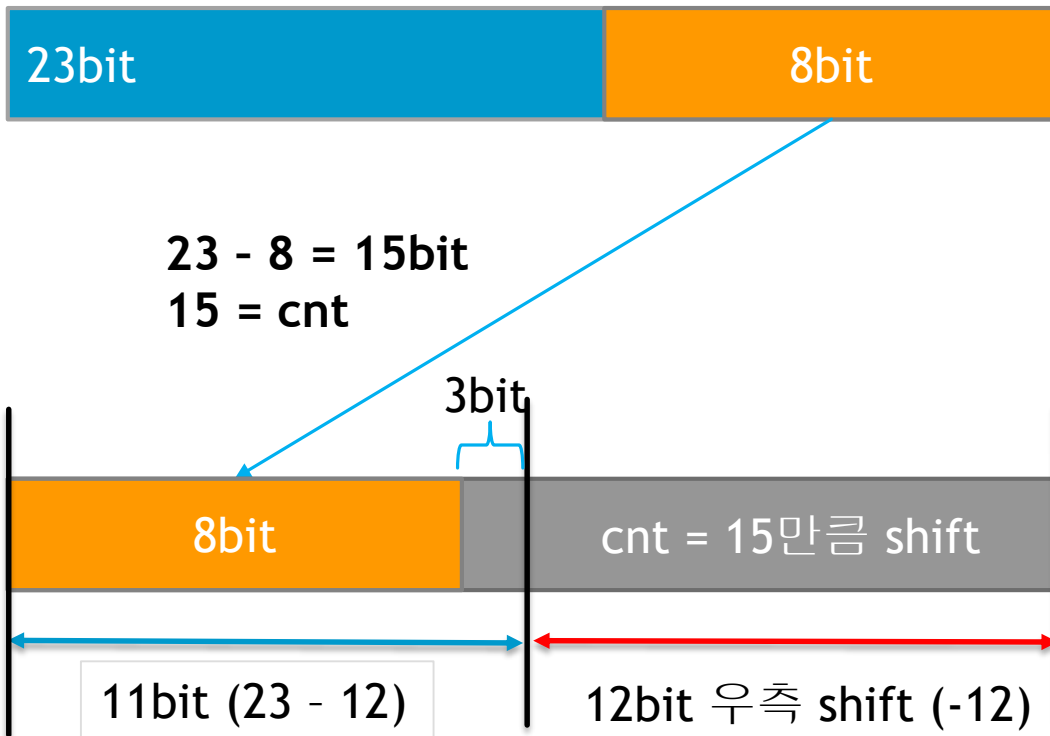 23bit
8bit
23 – 8 = 15bit
15 = cnt
3bit
8bit
cnt = 15만큼 shift
11bit (23 – 12)
12bit 우측 shift (-12)